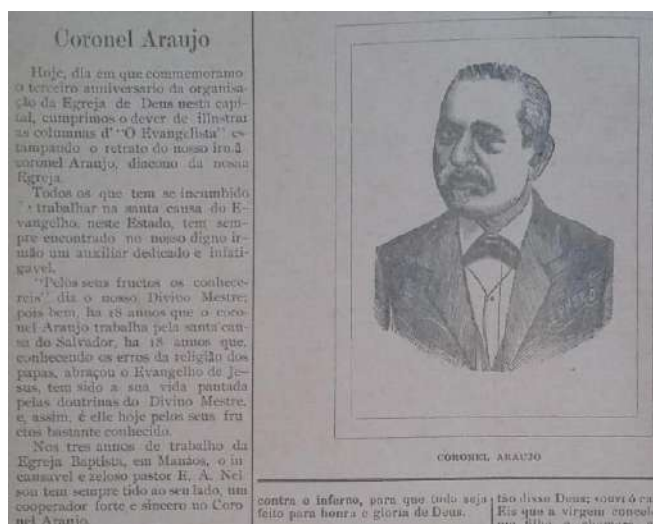 Coronel Araujo
Hoje, dia em que commemoramo
o terceiro anniversario da organisa-
ção da Egreja de Deus nesta capi-
tal, cumprimos o dever de illustrar
as columnas d' "O Evangelista" es-
tampando o retrato do nosso irmã
coronel Araujo, diacono da nossa
Egreja.
Todos os que tem se incumbido
trabalhar na santa causa do E-
vangelho, neste Estado, tem sem-
pre encontrado no nosso digno ir-
mão um auxiliar dedicado e infati-
gavel.
"Pelos seus fructos os conhece-
reis" diz o nosso Divino Mestre;
pois bem, ha 18 annos que o coro-
nel Araujo trabalha pela santa cau-
sa do Salvador, ha 18 annos que,
conhecendo os erros da religião dos
papas, abraçou o Evangelho de Je-
sus, tem sido a sua vida pautada
pelas doutrinas do Divino Mestre,
e, assim, é elle hoje pelos seus fru
ctos bastante conhecido.
Nos tres annos de trabalho da
Egreja Baptista, em Manáos, o in
cansavel e zeloso pastor E. A. Nel
son tem sempre tido ao seu lado, um
cooperador forte e sincero no Coro
nel Araujo.
CORONEL ARAUJO
contra o inferno, para que tudo seja
feito para honra e gloria de Deus.
tão disse Deus: ouvi ó ca
Eis que a virgem conceb